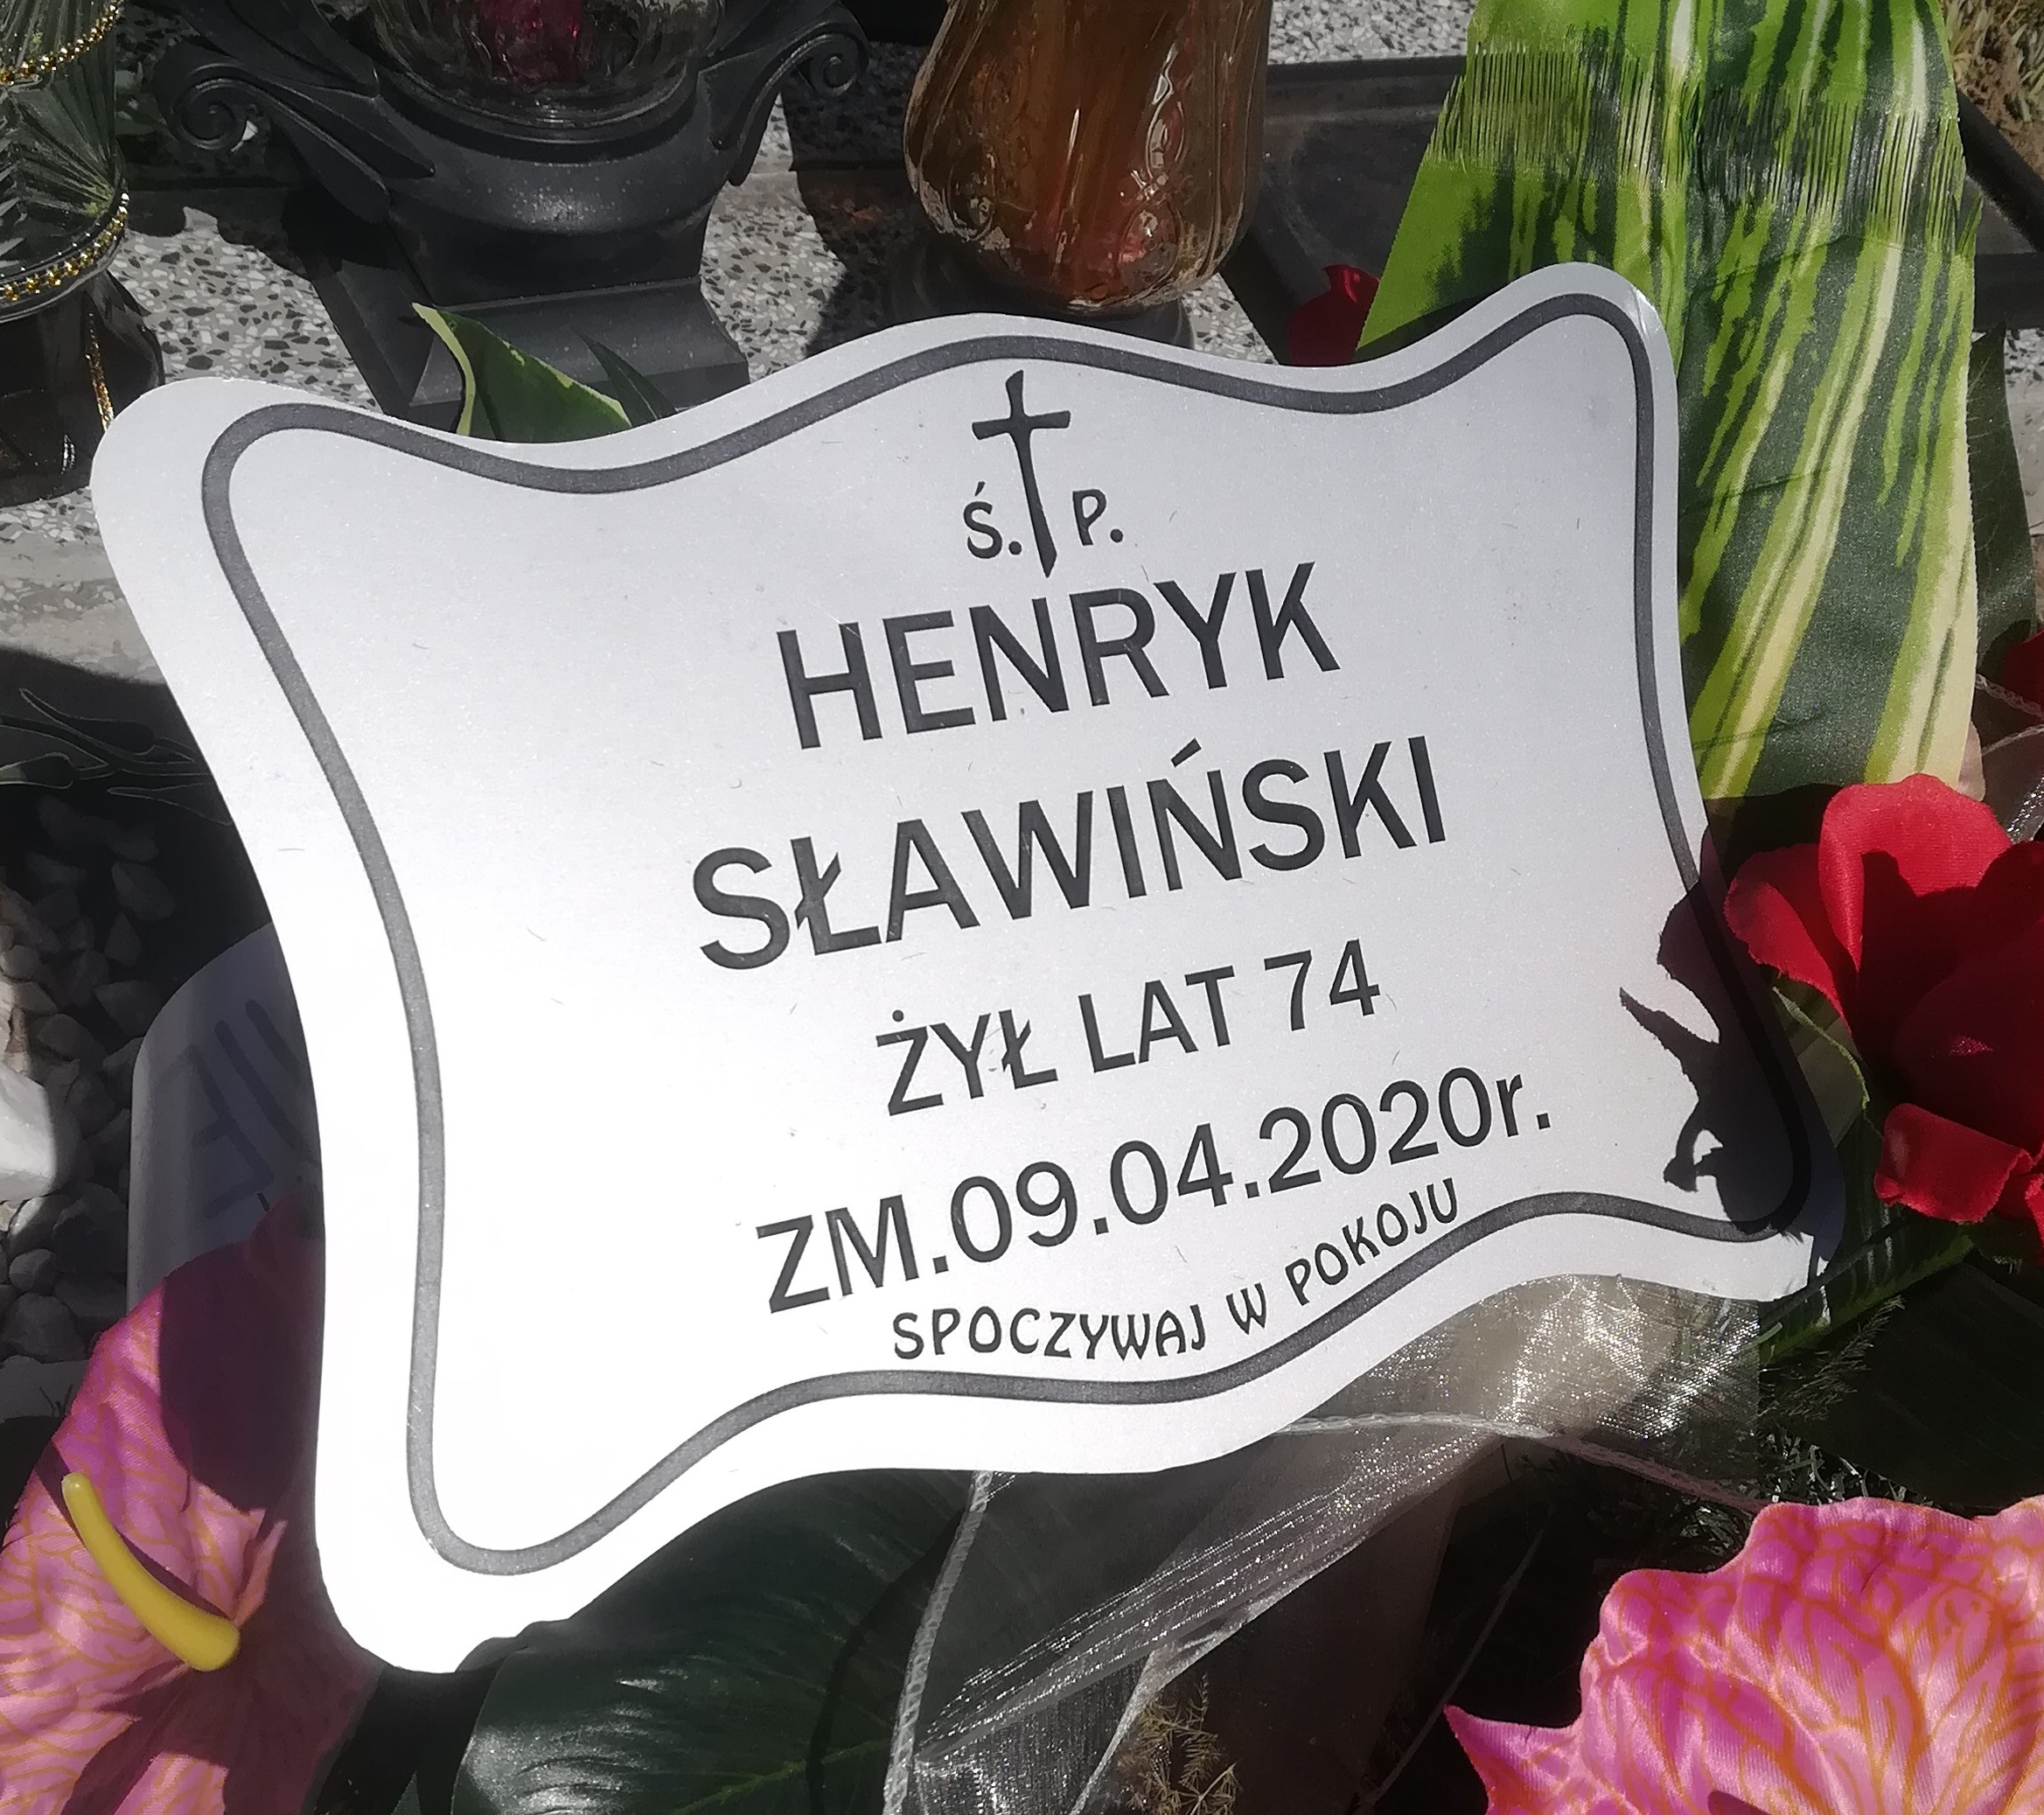 Ś. P.
HENRYK
SŁAWIŃSKI
ŻYŁ LAT 74
ZM.09.04.2020r.
SPOCZYWAJ W POKOJU